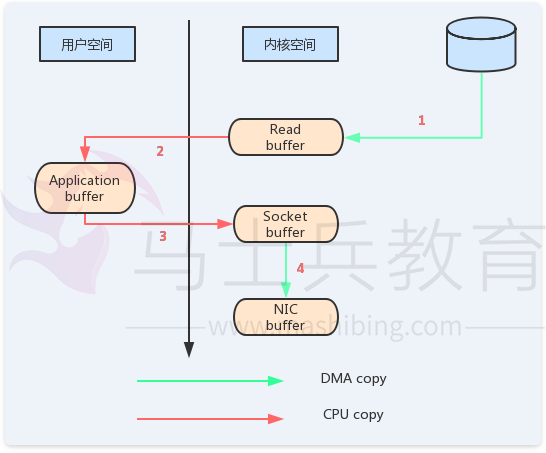 用户空间
内核空间
1
Read
buffer
2
Application
buffer
3
Socket
buffer
4
马士兵教育
NIC
buffer
www.mashibing.com
DMA copy
CPU copy